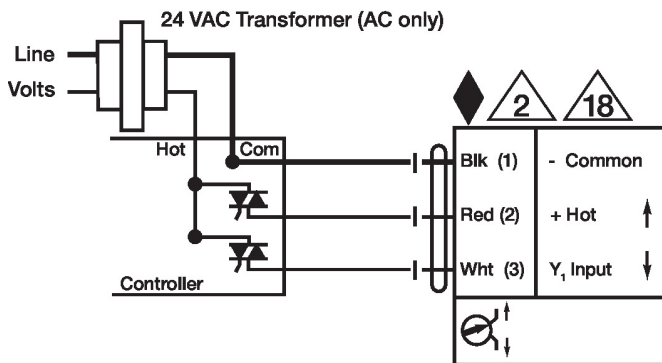 24 VAC Transformer (AC only)
Line
Volts
2
18
Hot
Com
Blk (1)
- Common
Red (2)
+ Hot
Wht (3)
Y₁ Input
Controller